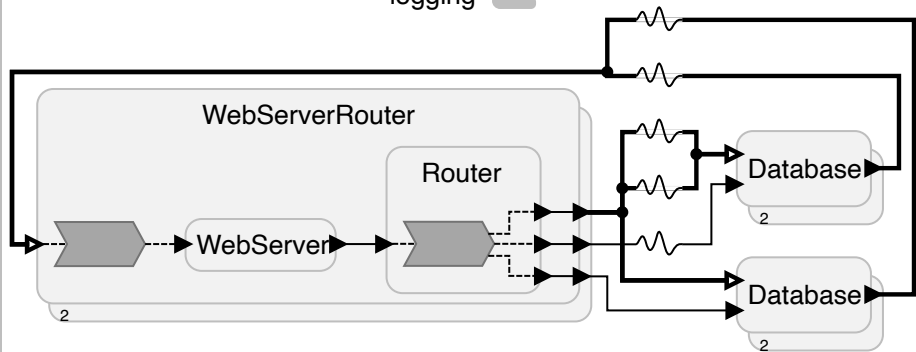 logging
WebServerRouter
Router
Database
2
WebServer
Database
2
2